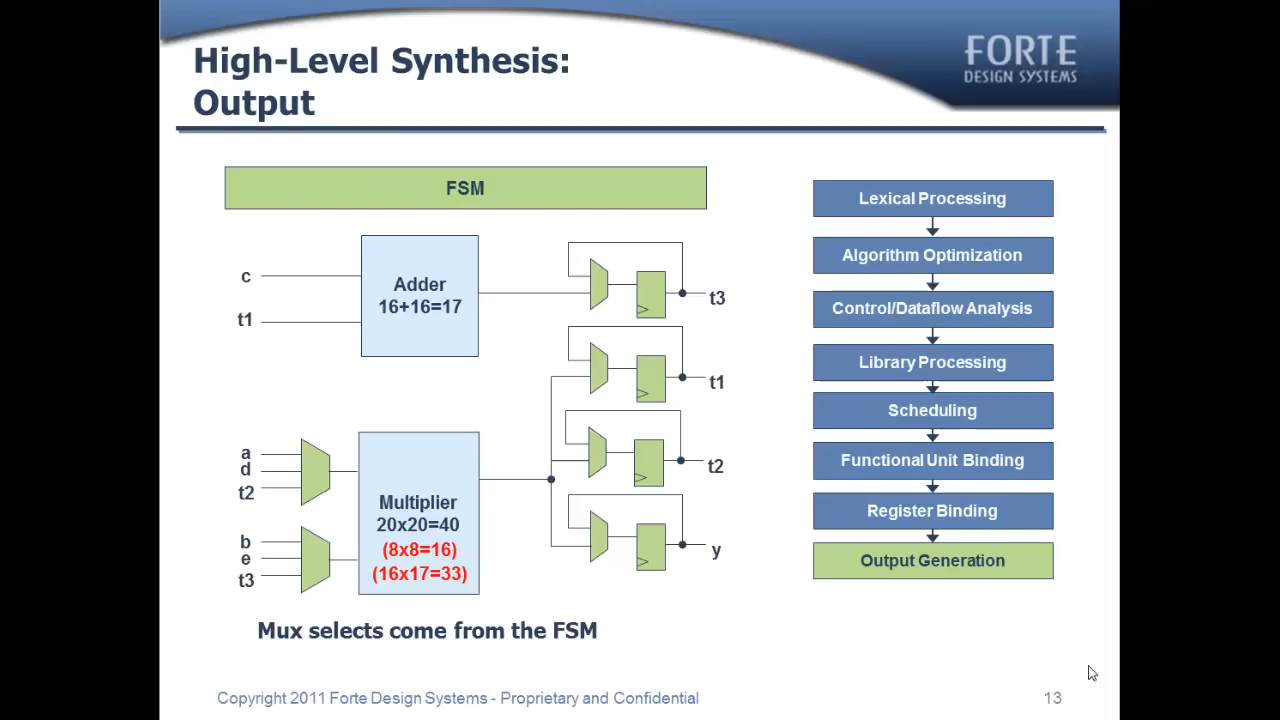 High-Level Synthesis:
Output
FORTE
DESIGN SYSTEMS
FSM
c
t1
Adder
16+16=17
t3
t1
t2
y
a
d
t2
b
e
t3
Multiplier
20x20=40
(8x8=16)
(16x17=33)
Mux selects come from the FSM
Lexical Processing
Algorithm Optimization
Control/Dataflow Analysis
Library Processing
Scheduling
Functional Unit Binding
Register Binding
Output Generation
Copyright 2011 Forte Design Systems - Proprietary and Confidential
13